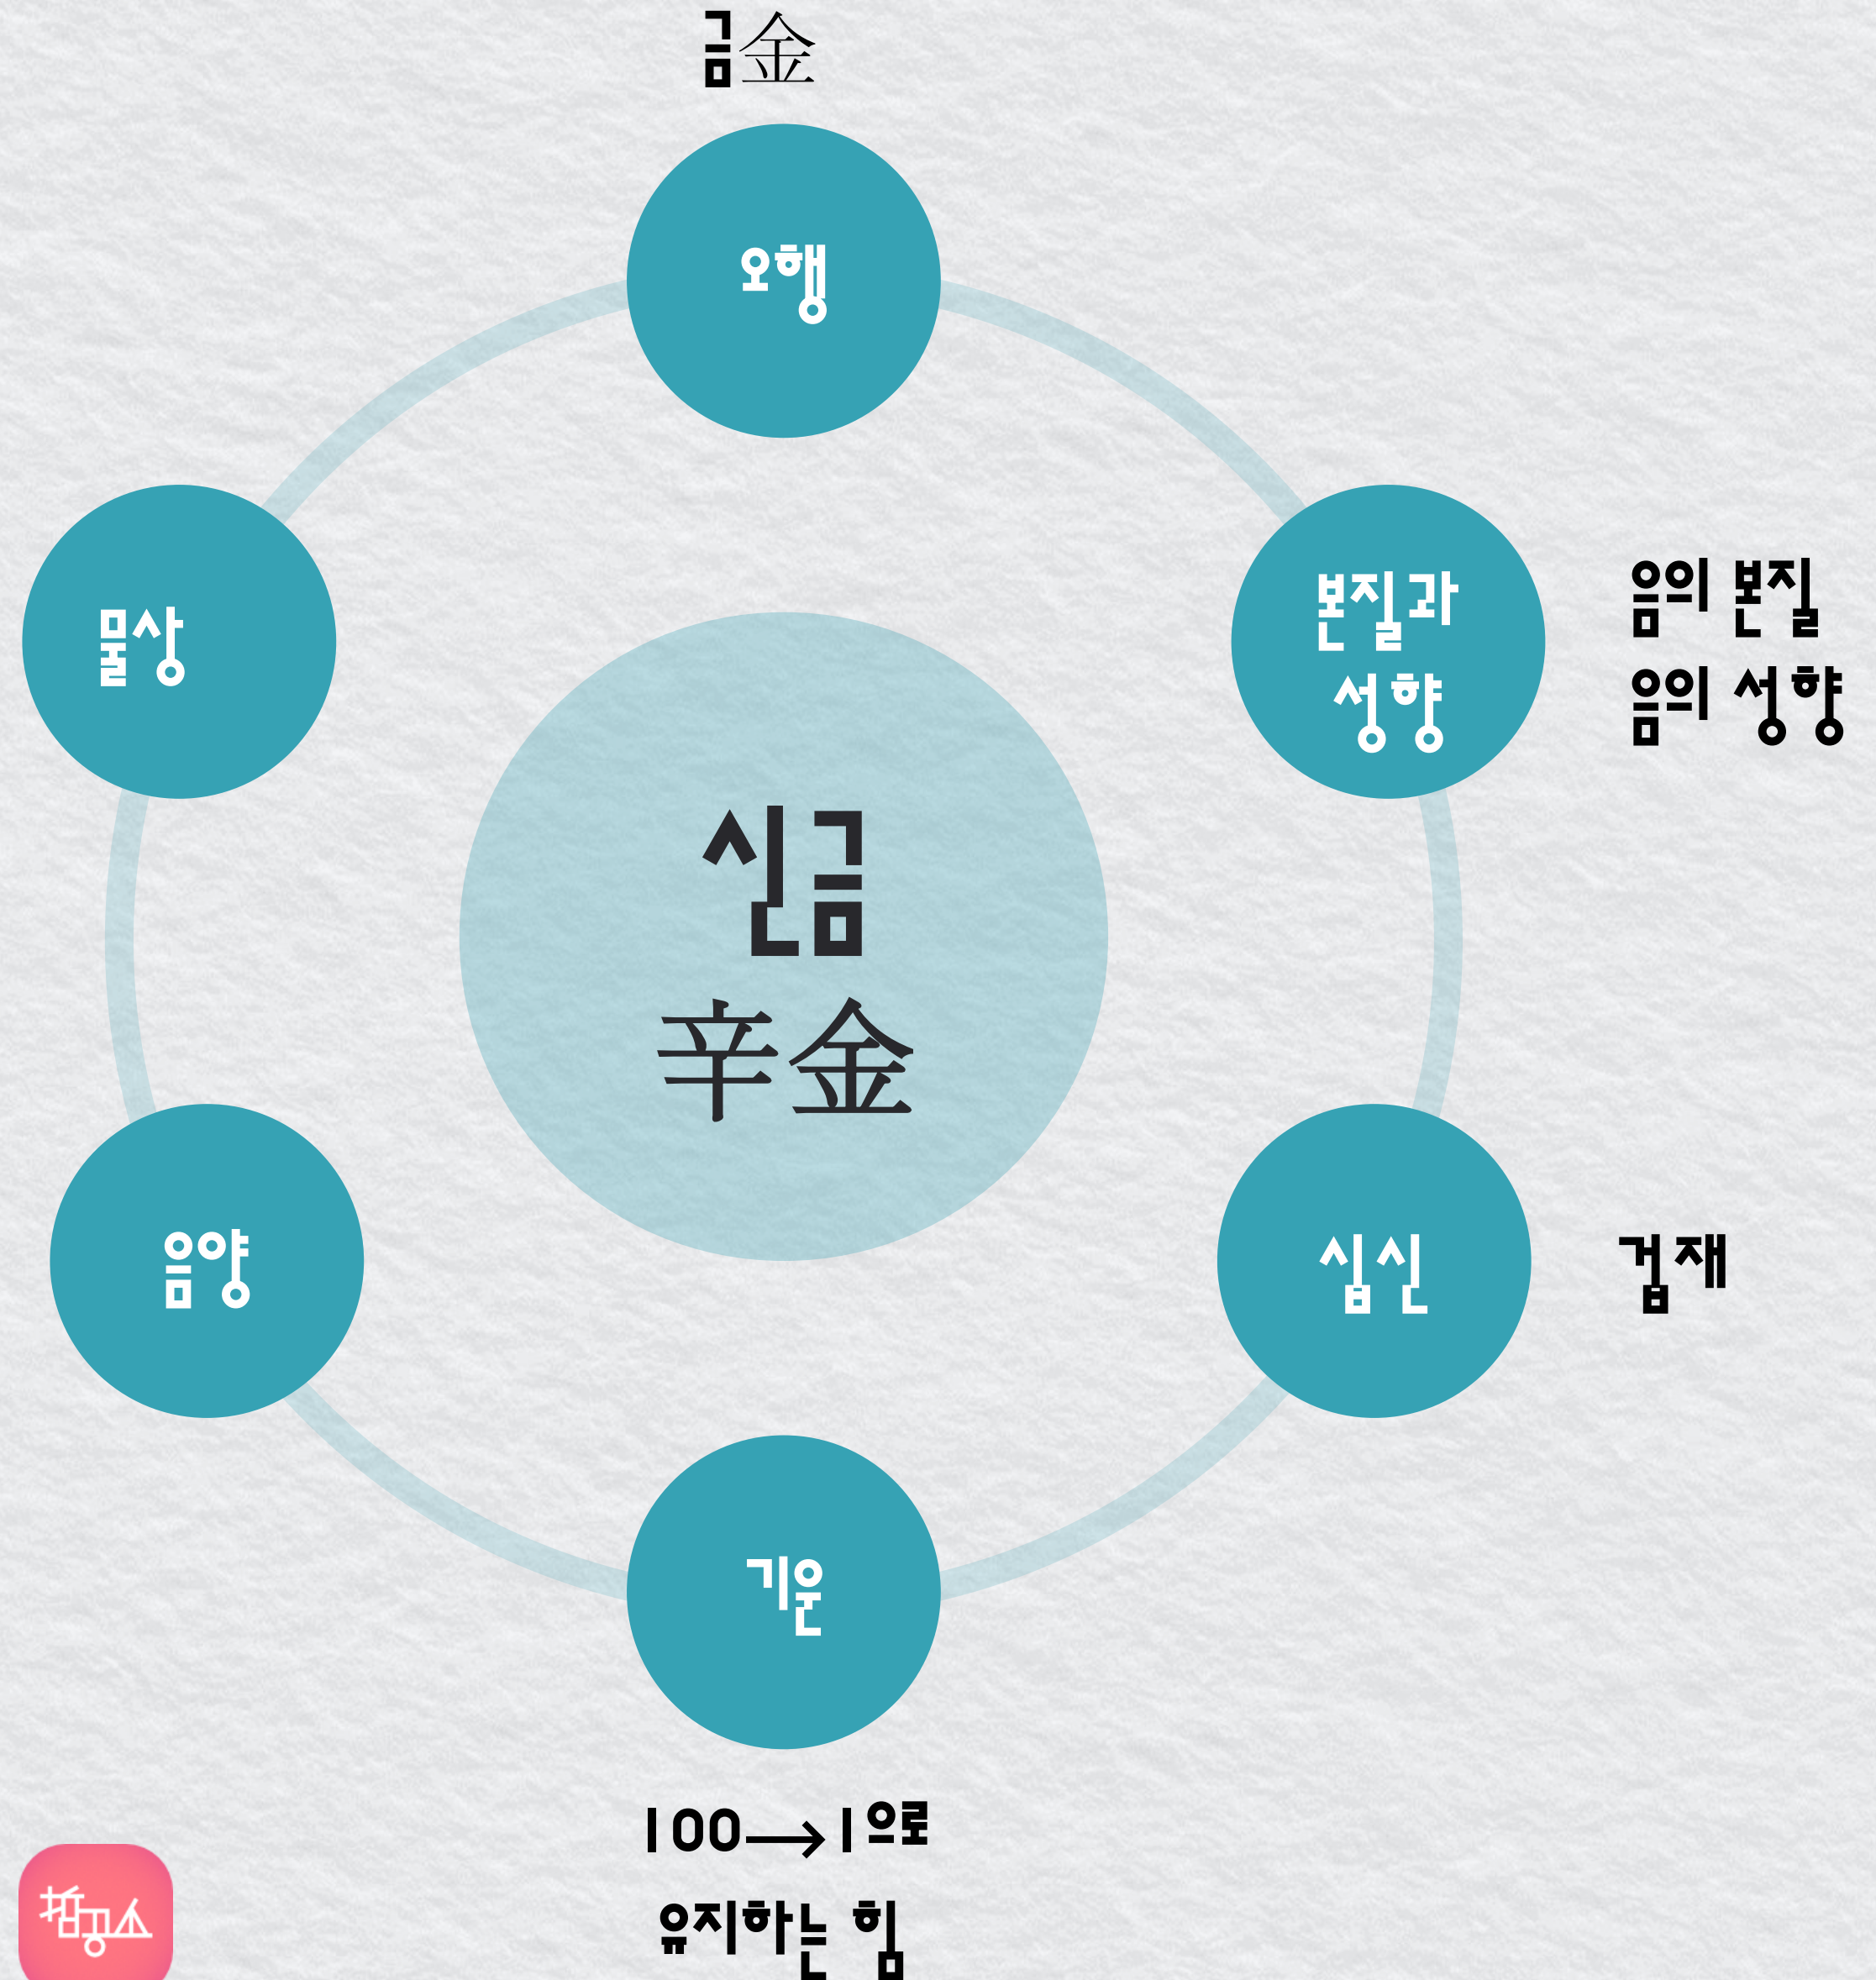 금金
오행
물상
본질과
성향
음의 본질
음의 성향
신금
辛金
음양
십신
겁재
기운
100→1으로
유지하는 힘